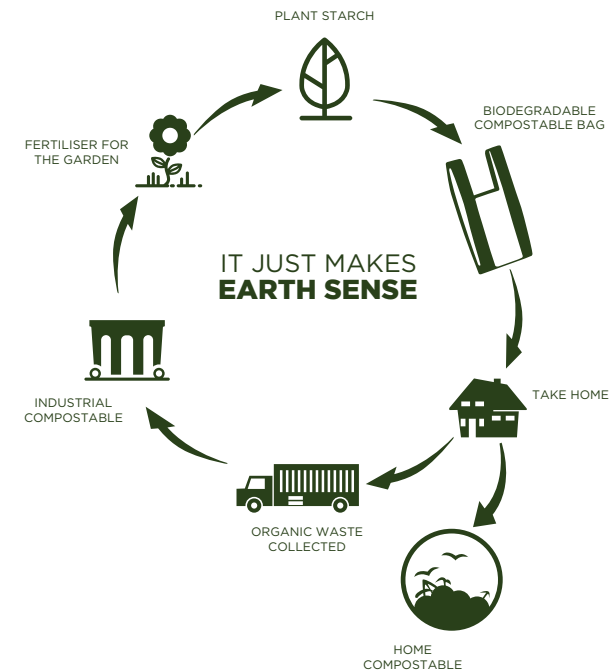 PLANT STARCH
BIODEGRADABLE
COMPOSTABLE BAG
FERTILISER FOR
THE GARDEN
IT JUST MAKES
EARTH SENSE
TAKE HOME
INDUSTRIAL
COMPOSTABLE
ORGANIC WASTE
COLLECTED
HOME
COMPOSTABLE